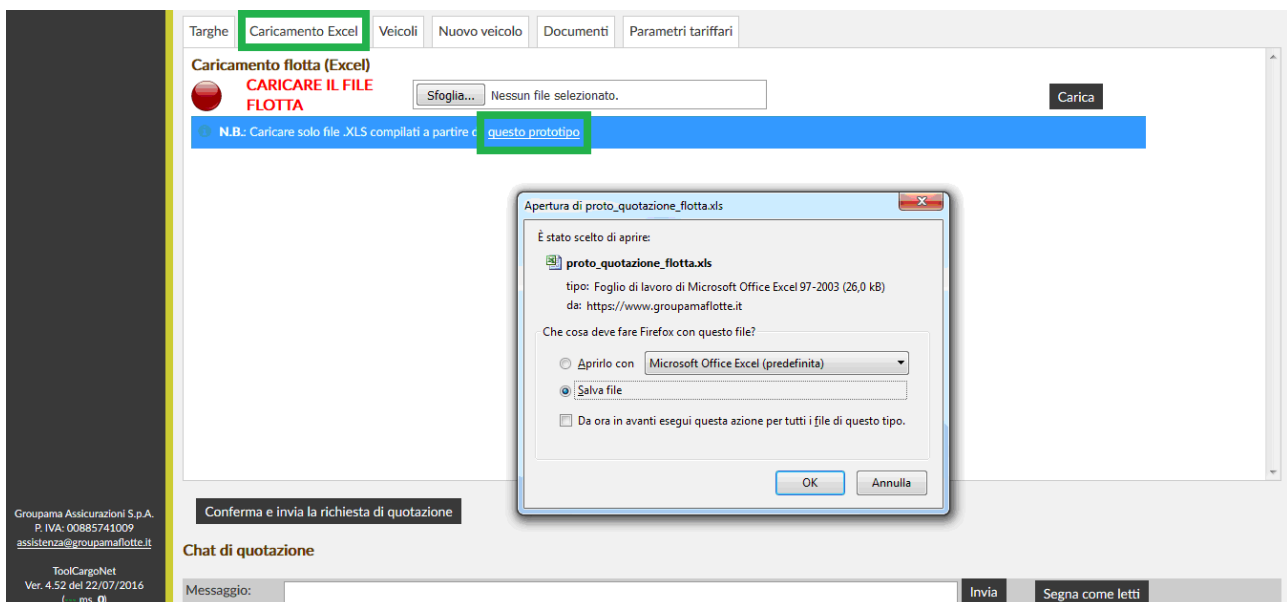 Targhe Caricamento Excel Veicoli Nuovo veicolo Documenti Parametri tariffari
Caricamento flotta (Excel)
CARICARE IL FILE
FLOTTA
Sfoglia... Nessun file selezionato.
Carica
N.B.: Caricare solo file .XLS compilati a partire d questo prototipo
Apertura di proto_quotazione_flotta.xls
È stato scelto di aprire:
proto_quotazione_flotta.xls
tipo: Foglio di lavoro di Microsoft Office Excel 97-2003 (26,0 kB)
da: https://www.groupamaflotte.it
Che cosa deve fare Firefox con questo file?
Aprirlo con Microsoft Office Excel (predefinita)
Salva file
Da ora in avanti esegui questa azione per tutti i file di questo tipo.
OK Annulla
Conferma e invia la richiesta di quotazione
Chat di quotazione
Messaggio:
Invia
Segna come letti
Groupama Assicurazioni S.p.A.
P. IVA: 00885741009
assistenza@groupamaflotte.it
ToolCargoNet
Ver. 4.52 del 22/07/2016
(--- ms, 0)